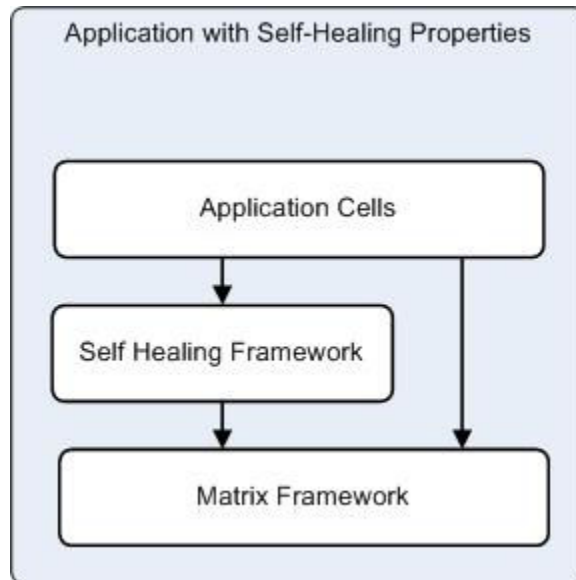 Application with Self-Healing Properties
Application Cells
Self Healing Framework
Matrix Framework